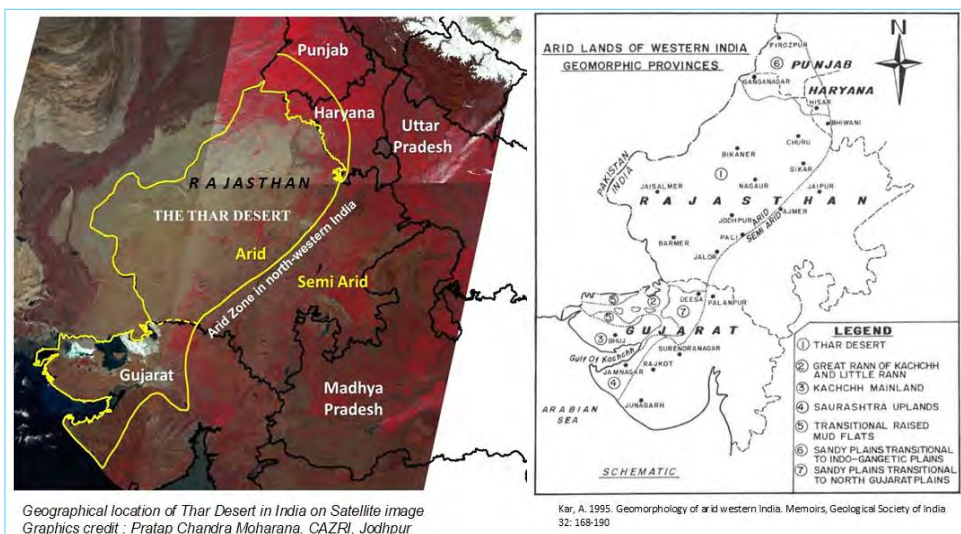 Punjab
Haryana
Uttar
Pradesh
RAJASTHAN
THE THAR DESERT
Arid
Arid Zone in north-western India
Semi Arid
Gujarat
Madhya
Pradesh
Geographical location of Thar Desert in India on Satellite image
Graphics credit : Pratap Chandra Moharana, CAZRI, Jodhpur
ARID LANDS OF WESTERN INDIA
GEOMORPHIC PROVINCES
N
FIROZPUR
6 PUNJAB
GANGANAGAR
HARYANA
HISAR
BHIWANI
CHURU
BIKANER
SIKAR
1
PAKISTAN
INDIA
JAISALMER
NAGAUR
JAIPUR
RAJASTHAN
AJMER
JODHPUR
ARID
SEMI ARID
PALI
BARMER
JALOR
DEESA
PALANPUR
5
2
7
5
GUJARAT
3
BHUJ
Gulf Of Kachchh
SURENDRANAGAR
JAMNAGAR
RAJKOT
4
JUNAGARH
ARABIAN
SEA
SCHEMATIC
LEGEND
1 THAR DESERT
2 GREAT RANN OF KACHCHH
AND LITTLE RANN
3 KACHCHH MAINLAND
4 SAURASHTRA UPLANDS
5 TRANSITIONAL RAISED
MUD FLATS
6 SANDY PLAINS TRANSITIONAL
TO INDO-GANGETIC PLAINS
7 SANDY PLAINS TRANSITIONAL
TO NORTH GUJARAT PLAINS
Kar, A. 1995. Geomorphology of arid western India. Memoirs, Geological Society of India
32: 168-190